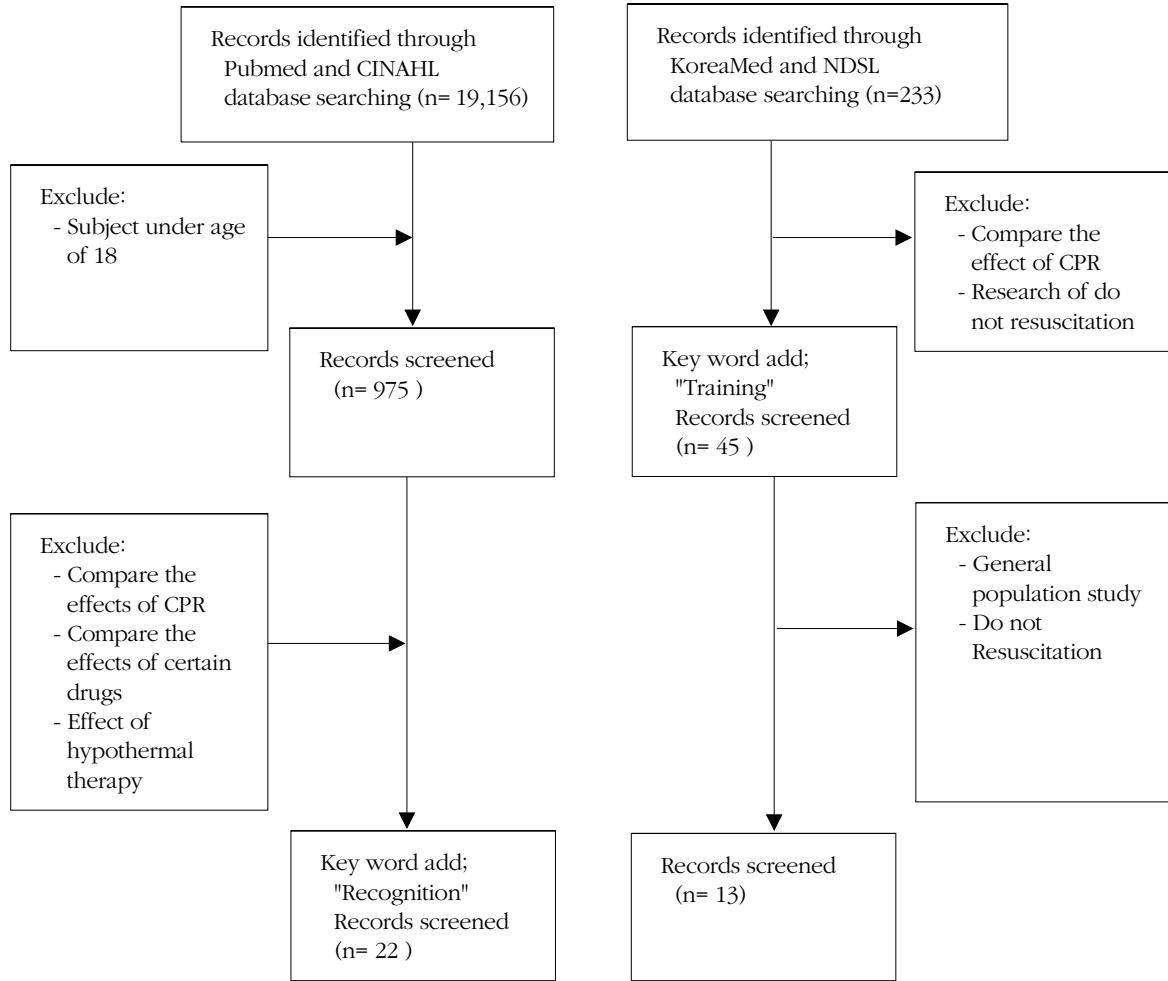 Records identified through
Pubmed and CINAHL
database searching (n= 19,156)
Records identified through
KoreaMed and NDSL
database searching (n=233)
Exclude:
- Subject under age
of 18
Exclude:
- Compare the
effect of CPR
- Research of do
not resuscitation
Records screened
(n= 975 )
Key word add;
"Training"
Records screened
(n= 45 )
Exclude:
- Compare the
effects of CPR
- Compare the
effects of certain
drugs
- Effect of
hypothermal
therapy
Exclude:
- General
population study
- Do not
Resuscitation
Key word add;
"Recognition"
Records screened
(n= 22 )
Records screened
(n= 13)